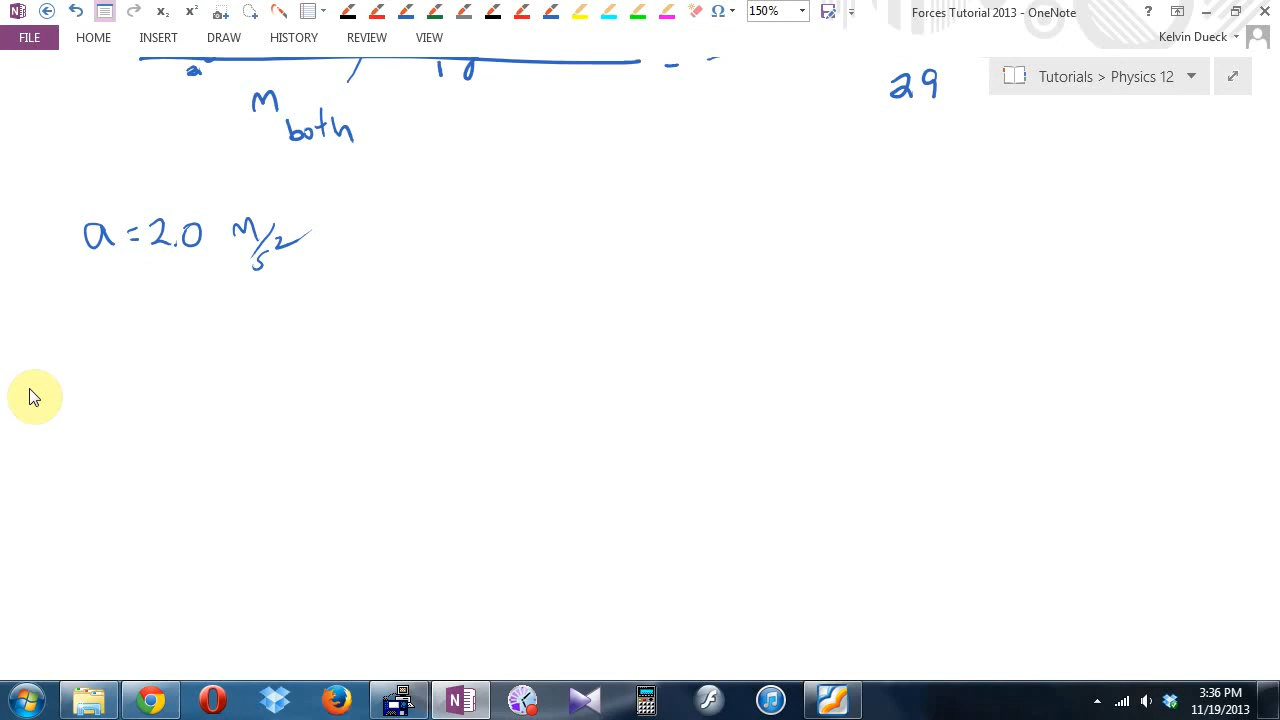 150%
Forces Tutorial 2013 - OneNote
FILE
HOME
INSERT
DRAW
HISTORY
REVIEW
VIEW
Kelvin Dueck
Tutorials > Physics 12
29
m both
a = 2.0 m/s²
3:36 PM
11/19/2013